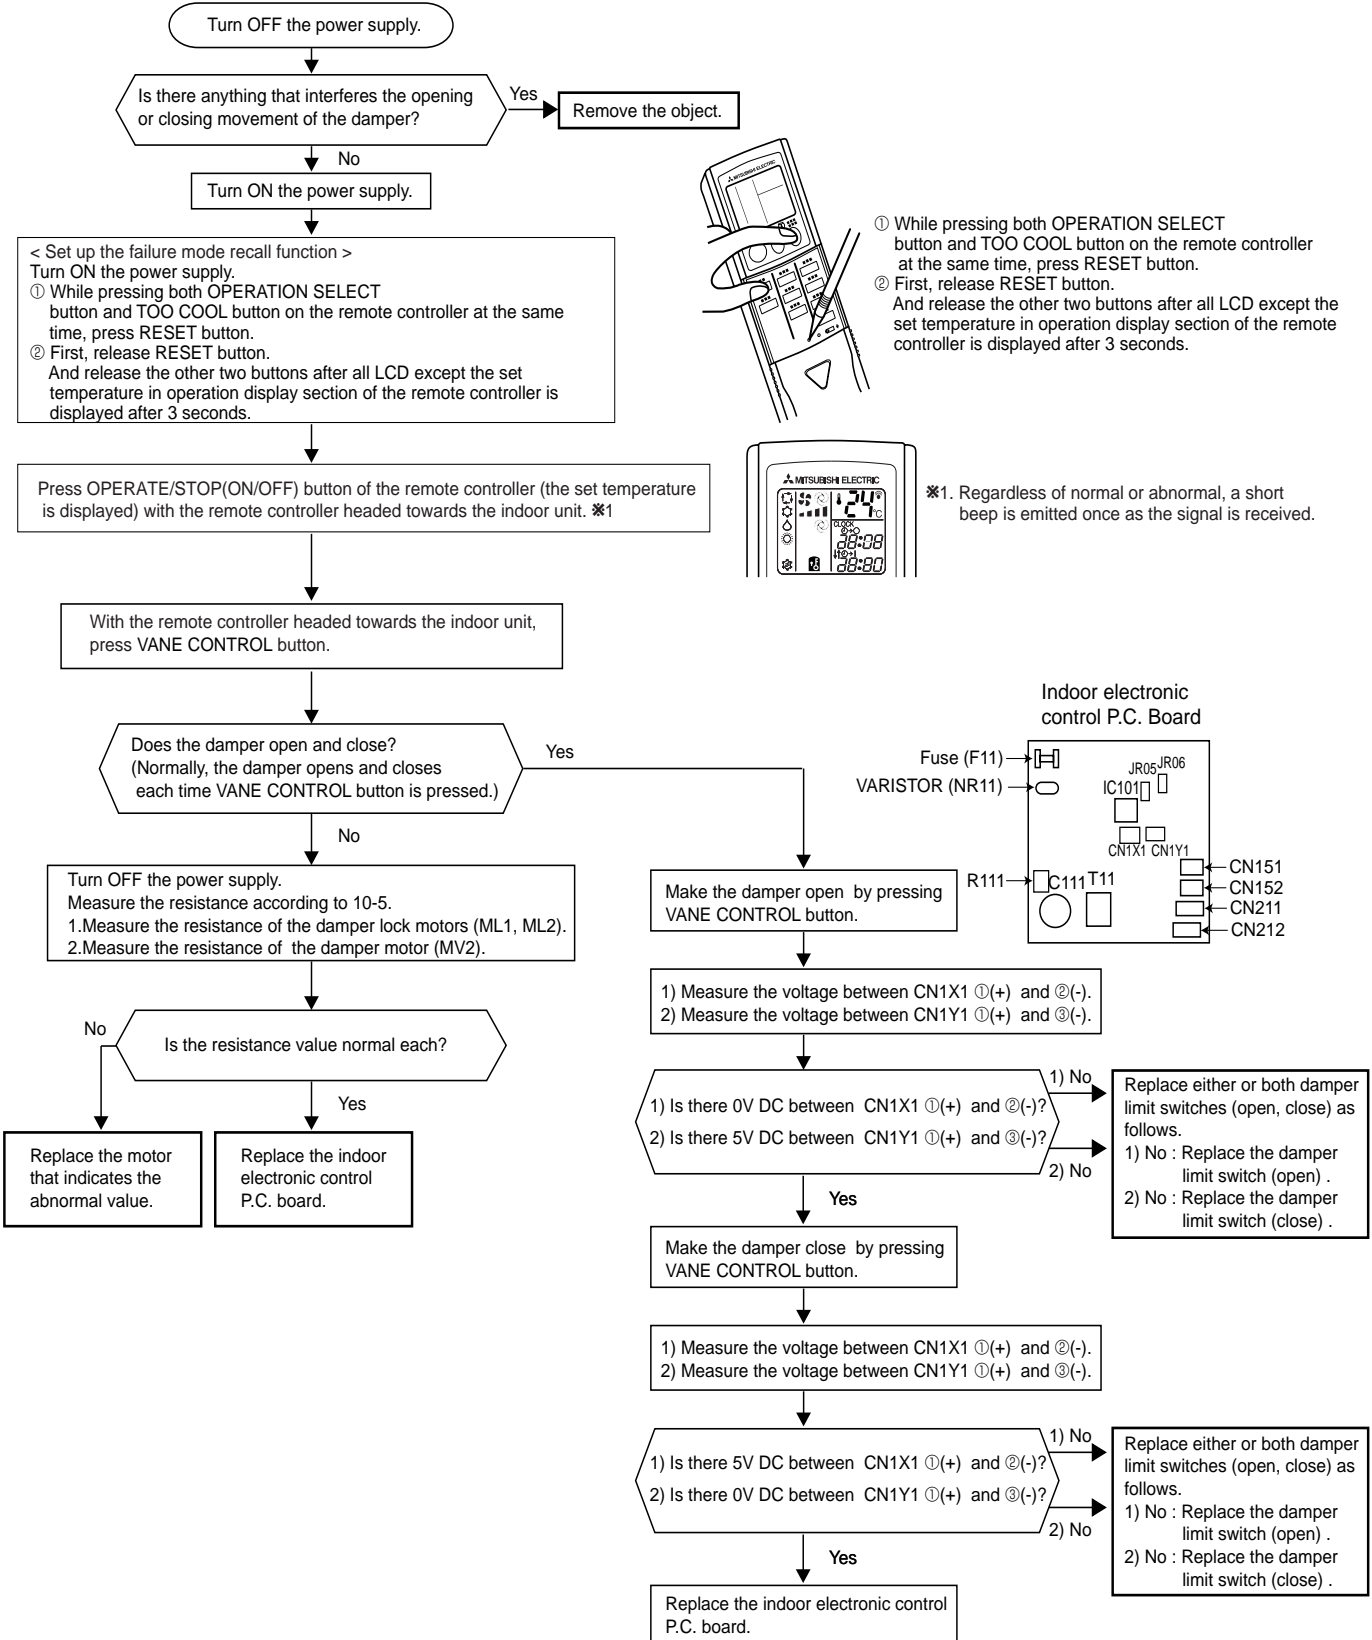 Turn OFF the power supply.
Is there anything that interferes the opening
or closing movement of the damper?
Yes
Remove the object.
No
Turn ON the power supply.
< Set up the failure mode recall function >
Turn ON the power supply.
① While pressing both OPERATION SELECT
button and TOO COOL button on the remote controller at the same
time, press RESET button.
② First, release RESET button.
And release the other two buttons after all LCD except the set
temperature in operation display section of the remote controller is
displayed after 3 seconds.
MITSUBISHI ELECTRIC
① While pressing both OPERATION SELECT
button and TOO COOL button on the remote controller
at the same time, press RESET button.
② First, release RESET button.
And release the other two buttons after all LCD except the
set temperature in operation display section of the remote
controller is displayed after 3 seconds.
Press OPERATE/STOP(ON/OFF) button of the remote controller (the set temperature
is displayed) with the remote controller headed towards the indoor unit. ※1
MITSUBISHI ELECTRIC
24°C
CLOCK
28:08
28:80
※1. Regardless of normal or abnormal, a short
beep is emitted once as the signal is received.
With the remote controller headed towards the indoor unit,
press VANE CONTROL button.
Does the damper open and close?
(Normally, the damper opens and closes
each time VANE CONTROL button is pressed.)
Yes
No
Turn OFF the power supply.
Measure the resistance according to 10-5.
1.Measure the resistance of the damper lock motors (ML1, ML2).
2.Measure the resistance of the damper motor (MV2).
Is the resistance value normal each?
No
Yes
Replace the motor
that indicates the
abnormal value.
Replace the indoor
electronic control
P.C. board.
Indoor electronic
control P.C. Board
Fuse (F11)
VARISTOR (NR11)
JR05
JR06
IC101
CN1X1
CN1Y1
CN151
CN152
CN211
CN212
R111
C111
T11
Make the damper open by pressing
VANE CONTROL button.
1) Measure the voltage between CN1X1 ①(+) and ②(-).
2) Measure the voltage between CN1Y1 ①(+) and ③(-).
1) Is there 0V DC between CN1X1 ①(+) and ②(-)?
2) Is there 5V DC between CN1Y1 ①(+) and ③(-)?
1) No
2) No
Replace either or both damper
limit switches (open, close) as
follows.
1) No : Replace the damper
limit switch (open) .
2) No : Replace the damper
limit switch (close) .
Yes
Make the damper close by pressing
VANE CONTROL button.
1) Measure the voltage between CN1X1 ①(+) and ②(-).
2) Measure the voltage between CN1Y1 ①(+) and ③(-).
1) Is there 5V DC between CN1X1 ①(+) and ②(-)?
2) Is there 0V DC between CN1Y1 ①(+) and ③(-)?
1) No
2) No
Replace either or both damper
limit switches (open, close) as
follows.
1) No : Replace the damper
limit switch (open) .
2) No : Replace the damper
limit switch (close) .
Yes
Replace the indoor electronic control
P.C. board.